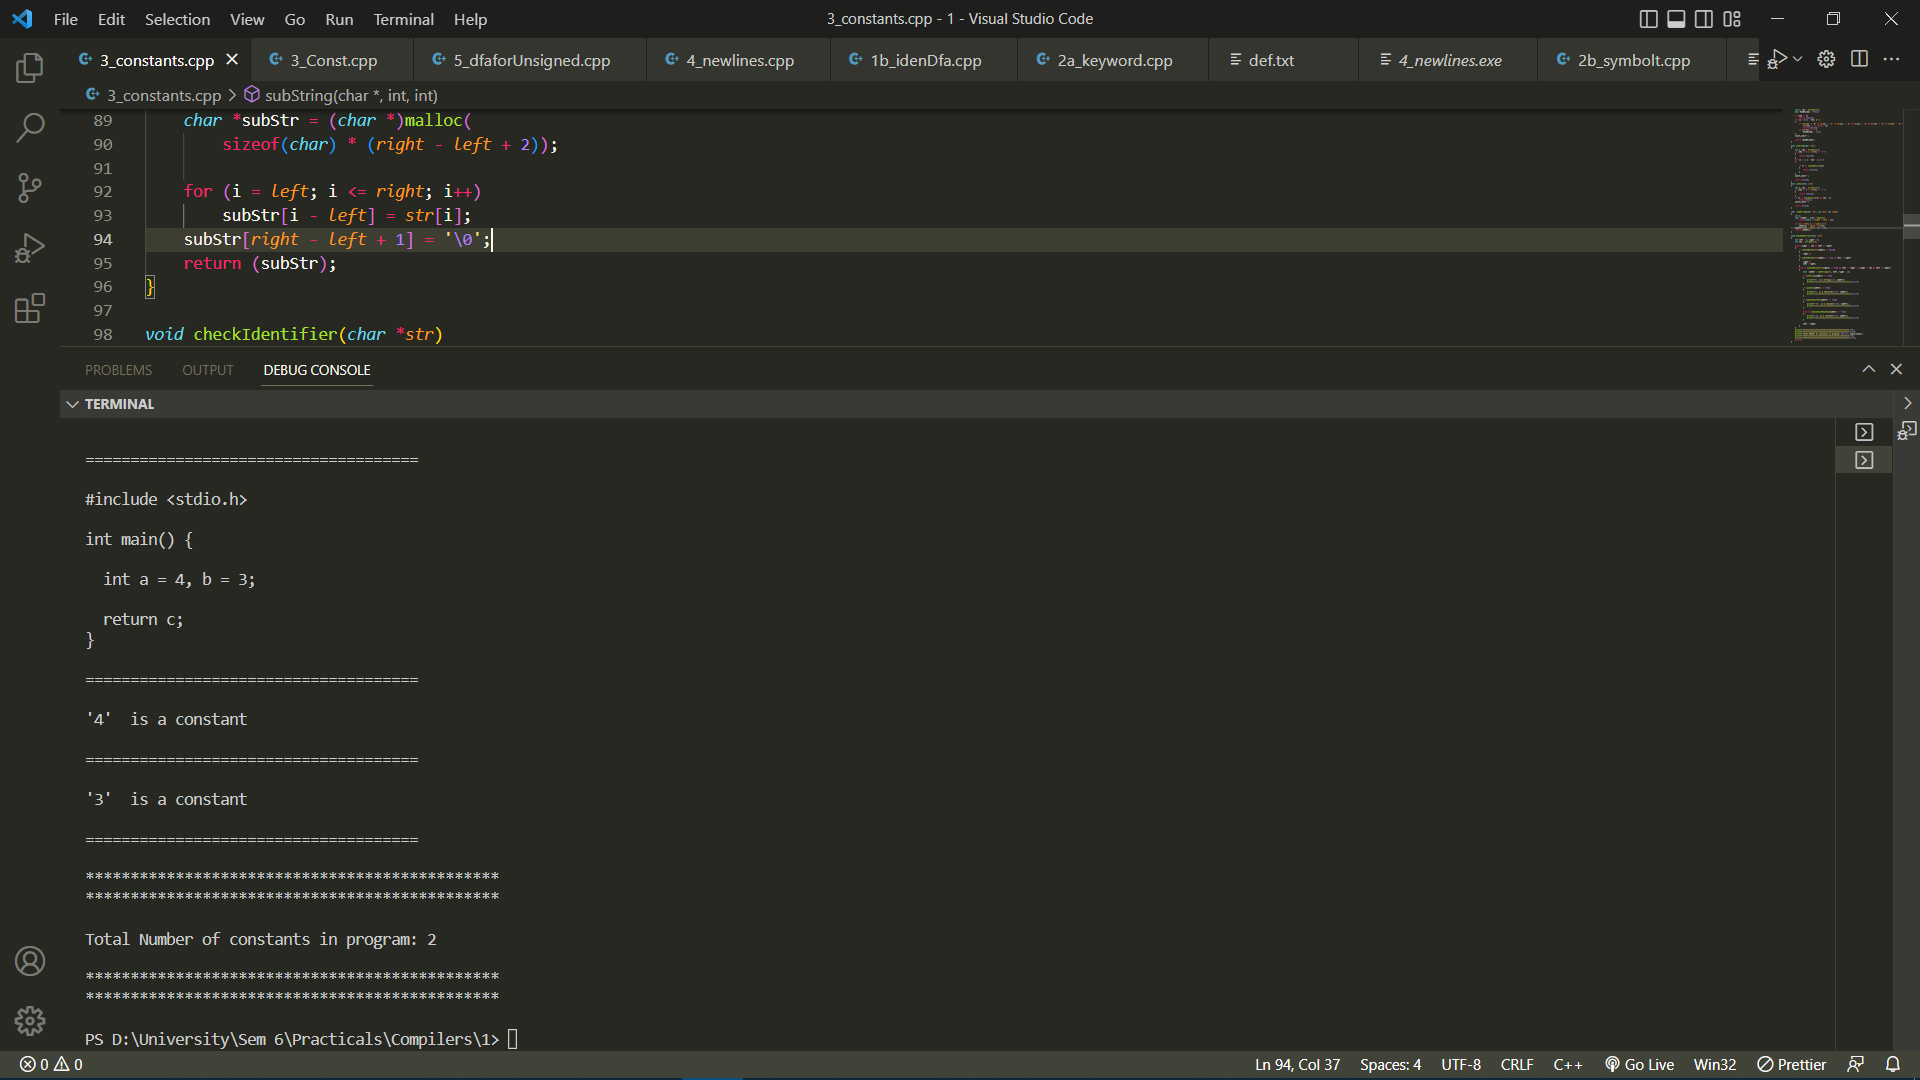 File Edit Selection View Go Run Terminal Help
3_constants.cpp - 1 - Visual Studio Code
3_constants.cpp 3_Const.cpp 5_dfaforUnsigned.cpp 4_newlines.cpp 1b_idenDfa.cpp 2a_keyword.cpp def.txt 4_newlines.exe 2b_symbolt.cpp
3_constants.cpp > subString(char *, int, int)
89 char *subStr = (char *)malloc(
90 sizeof(char) * (right - left + 2));
91
92 for (i = left; i <= right; i++)
93 subStr[i - left] = str[i];
94 subStr[right - left + 1] = '\0';
95 return (subStr);
96 }
97
98 void checkIdentifier(char *str)
PROBLEMS OUTPUT DEBUG CONSOLE
TERMINAL
=====================================
#include <stdio.h>
int main() {
int a = 4, b = 3;
return c;
}
=====================================
'4'  is a constant
=====================================
'3'  is a constant
=====================================
**********************************************
**********************************************
Total Number of constants in program: 2
**********************************************
**********************************************
PS D:\University\Sem 6\Practicals\Compilers\1>
0 0 Ln 94, Col 37 Spaces: 4 UTF-8 CRLF C++ Go Live Win32 Prettier